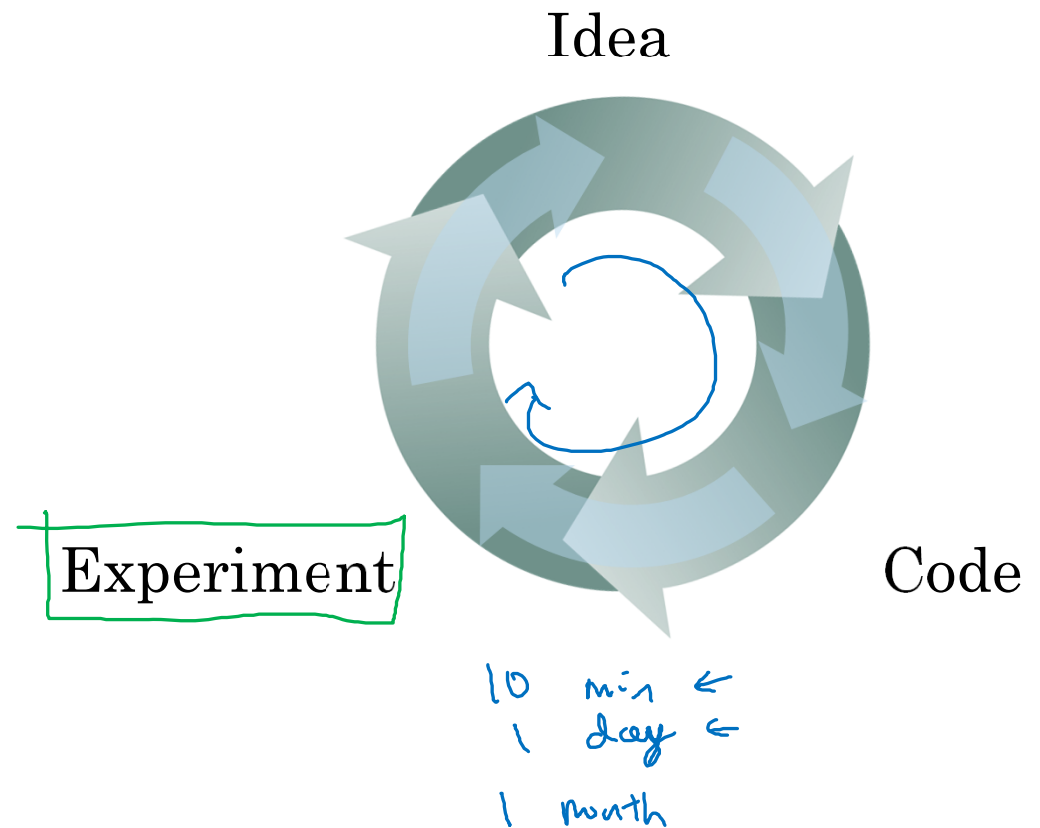 Idea
Experiment
Code
10 min ←
1 day ←
1 month